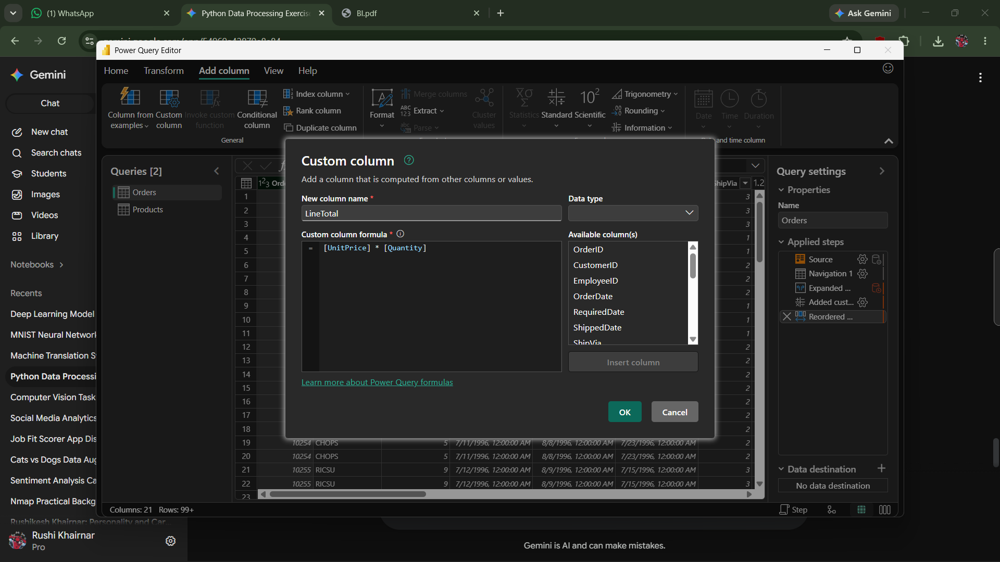 (1) WhatsApp
Python Data Processing Exercis
BI.pdf
Ask Gemini
Power Query Editor
Gemini
Chat
New chat
Search chats
Students
Images
Videos
Library
Notebooks
Recents
Deep Learning Model
MNIST Neural Network
Machine Translation S
Python Data Processi
Computer Vision Task
Social Media Analytics
Job Fit Scorer App Dis
Cats vs Dogs Data Aug
Sentiment Analysis Ca
Nmap Practical Backg
Rushikesh Khairnar: Personality and Car...
Rushi Khairnar
Pro
Home Transform Add column View Help
Column from examples
Custom column
Invoke custom function
Conditional column
Index column
Rank column
Duplicate column
General
Format
Merge columns
ABC 123 Extract
abc Parse
Cluster values
Statistics
Standard
10² Scientific
Trigonometry
Rounding
Information
Date
Time
Duration
and time column
Queries [2]
Orders
Products
Custom column
Add a column that is computed from other columns or values.
New column name *
LineTotal
Data type
Custom column formula *
= [UnitPrice] * [Quantity]
Available column(s)
OrderID
CustomerID
EmployeeID
OrderDate
RequiredDate
ShippedDate
ShipVia
Insert column
Learn more about Power Query formulas
OK
Cancel
1²3 Orde
ShipVia 1.2
1 3
2 3
3 3
4 1
5 1
6 2
7 2
8 2
9 1
10 1
11 1
12 2
13 2
14 2
15 2
16 2
17 2
18 2
19 10254 CHOPS 5 7/11/1996, 12:00:00 AM 8/8/1996, 12:00:00 AM 7/23/1996, 12:00:00 AM 2
20 10254 CHOPS 5 7/11/1996, 12:00:00 AM 8/8/1996, 12:00:00 AM 7/23/1996, 12:00:00 AM 2
21 10255 RICSU 9 7/12/1996, 12:00:00 AM 8/9/1996, 12:00:00 AM 7/15/1996, 12:00:00 AM 3
22 10255 RICSU 9 7/12/1996, 12:00:00 AM 8/9/1996, 12:00:00 AM 7/15/1996, 12:00:00 AM 3
23
Query settings
Properties
Name
Orders
Applied steps
Source
Navigation 1
Expanded ...
Added cust...
Reordered ...
Data destination
No data destination
Columns: 21 Rows: 99+
Step
Gemini is AI and can make mistakes.